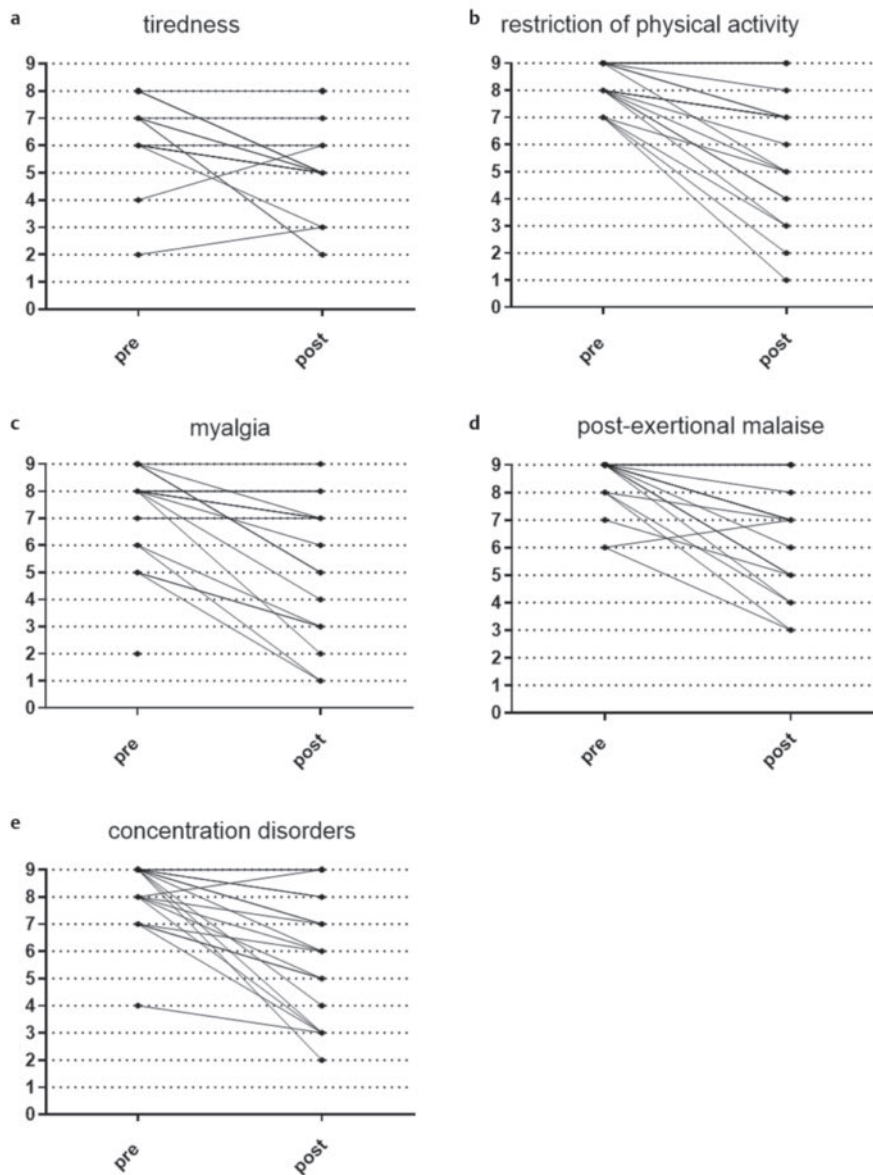 a
tiredness
9
8
7
6
5
4
3
2
1
0
pre
post
b
restriction of physical activity
9
8
7
6
5
4
3
2
1
0
pre
post
c
myalgia
9
8
7
6
5
4
3
2
1
0
pre
post
d
post-exertional malaise
9
8
7
6
5
4
3
2
1
0
pre
post
e
concentration disorders
9
8
7
6
5
4
3
2
1
0
pre
post